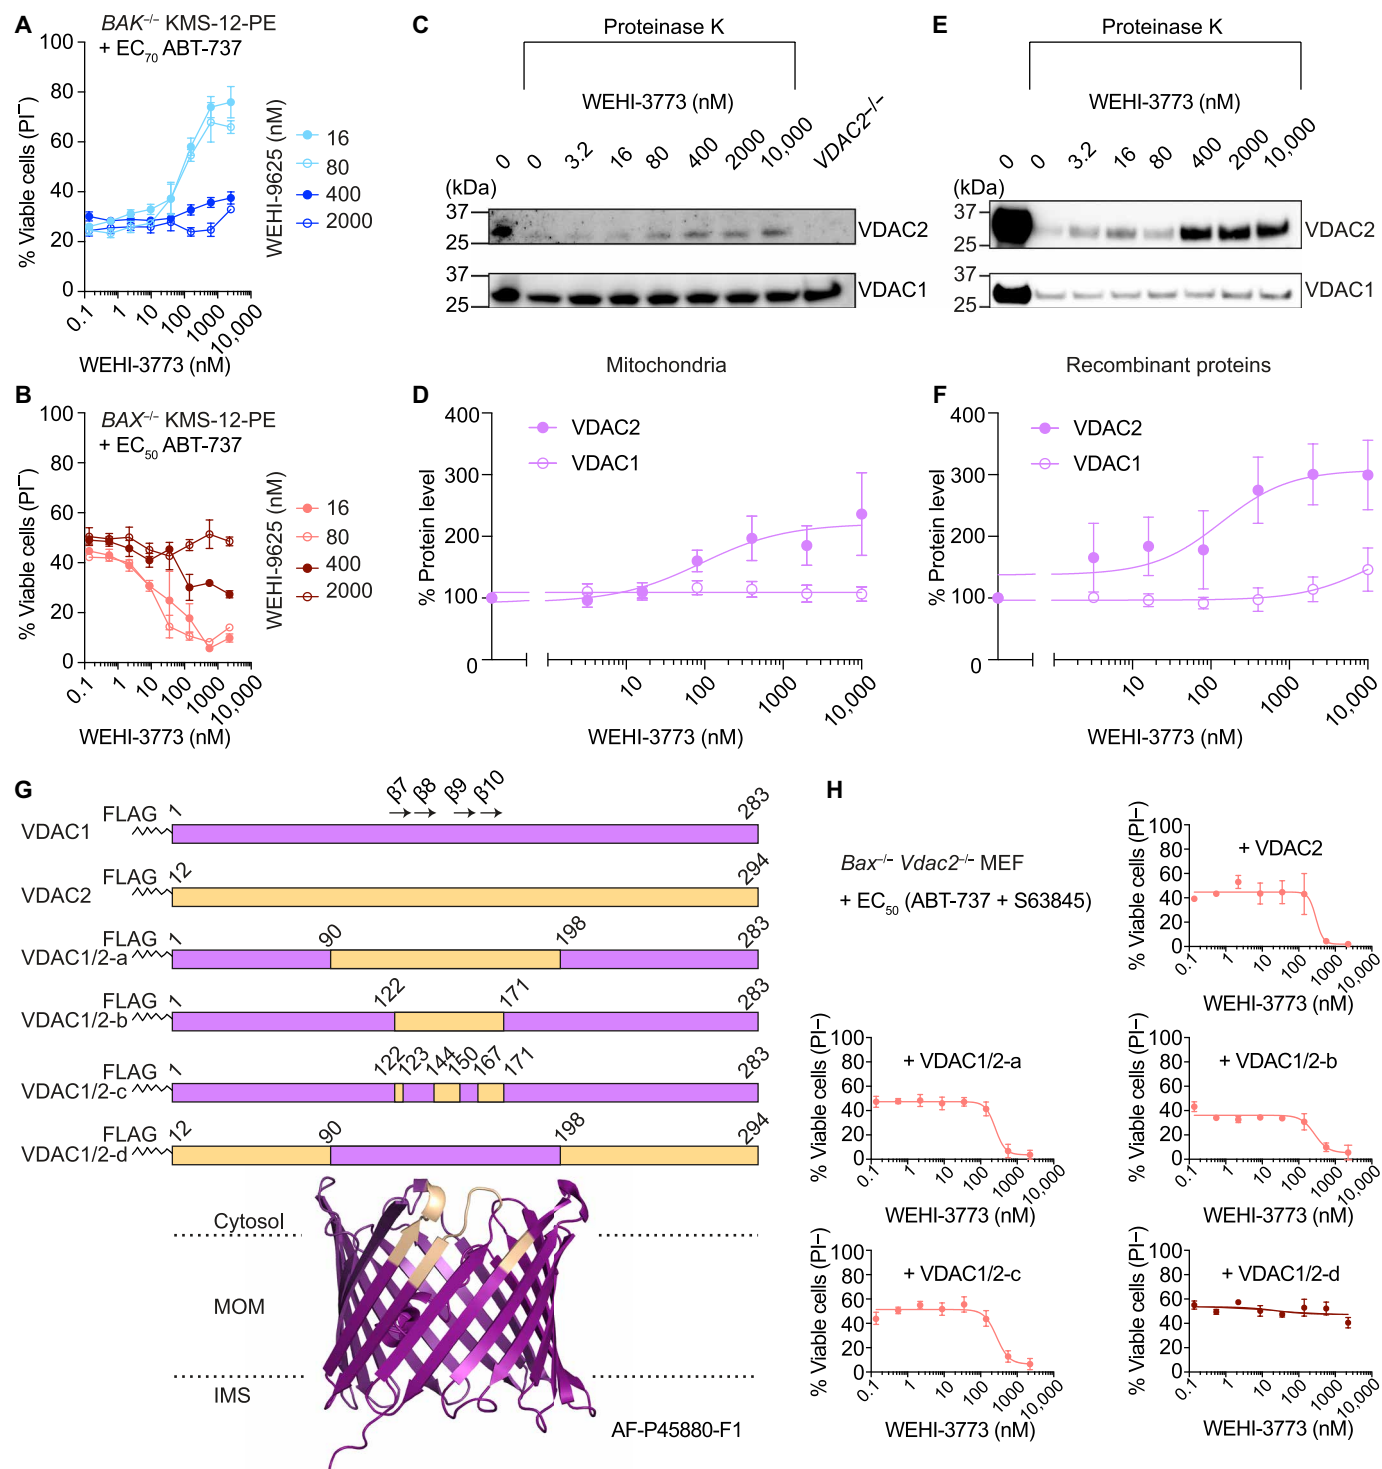 A
BAK–/– KMS-12-PE
+ EC70 ABT-737
% Viable cells (PI–)
100
80
60
40
20
0
0.1
1
10
100
1000
10,000
WEHI-3773 (nM)
WEHI-9625 (nM)
16
80
400
2000
B
BAX–/– KMS-12-PE
+ EC50 ABT-737
% Viable cells (PI–)
100
80
60
40
20
0
0.1
1
10
100
1000
10,000
WEHI-3773 (nM)
WEHI-9625 (nM)
16
80
400
2000
C
Proteinase K
WEHI-3773 (nM)
0 0 3.2 16 80 400 2000 10,000 VDAC2–/–
(kDa)
37
25
VDAC2
37
25
VDAC1
E
Proteinase K
WEHI-3773 (nM)
0 0 3.2 16 80 400 2000 10,000
(kDa)
37
25
VDAC2
37
25
VDAC1
D
Mitochondria
VDAC2
VDAC1
% Protein level
400
300
200
100
0
10
100
1000
10,000
WEHI-3773 (nM)
F
Recombinant proteins
VDAC2
VDAC1
% Protein level
400
300
200
100
0
10
100
1000
10,000
WEHI-3773 (nM)
G
β7 β8 β9 β10
FLAG 1 283
VDAC1
FLAG 12 294
VDAC2
FLAG 1 90 198 283
VDAC1/2-a
FLAG 1 122 171 283
VDAC1/2-b
FLAG 1 122 123 144 150 167 171 283
VDAC1/2-c
FLAG 12 90 198 294
VDAC1/2-d
Cytosol
MOM
IMS
AF-P45880-F1
H
Bax–/– Vdac2–/– MEF
+ EC50 (ABT-737 + S63845)
+ VDAC2
% Viable cells (PI–)
100
80
60
40
20
0
0.1
1
10
100
1000
10,000
WEHI-3773 (nM)
+ VDAC1/2-a
% Viable cells (PI–)
100
80
60
40
20
0
0.1
1
10
100
1000
10,000
WEHI-3773 (nM)
+ VDAC1/2-b
% Viable cells (PI–)
100
80
60
40
20
0
0.1
1
10
100
1000
10,000
WEHI-3773 (nM)
+ VDAC1/2-c
% Viable cells (PI–)
100
80
60
40
20
0
0.1
1
10
100
1000
10,000
WEHI-3773 (nM)
+ VDAC1/2-d
% Viable cells (PI–)
100
80
60
40
20
0
0.1
1
10
100
1000
10,000
WEHI-3773 (nM)